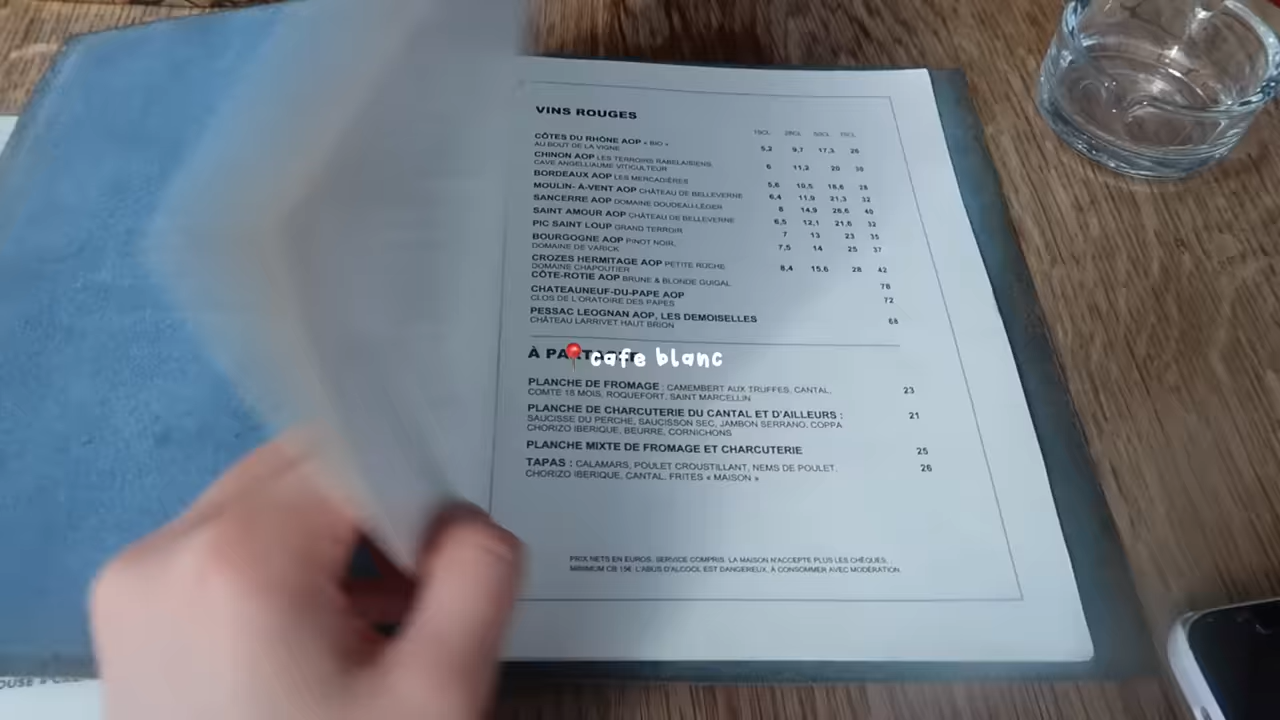 VINS ROUGES
15CL 28CL 50CL 75CL
CÔTES DU RHÔNE AOP « BIO » 5,2 9,7 17,3 26
AU BOUT DE LA VIGNE
CHINON AOP LES TERROIRS RABELAISIENS, 6 11,2 20 30
CAVE ANGELLIAUME VITICULTEUR
BORDEAUX AOP LES MERCADIÈRES 5,6 10,5 18,6 28
MOULIN- À-VENT AOP CHÂTEAU DE BELLEVERNE 6,4 11,9 21,3 32
SANCERRE AOP DOMAINE DOUDEAU-LÉGER 8 14,9 26,6 40
SAINT AMOUR AOP CHÂTEAU DE BELLEVERNE 6,5 12,1 21,6 32
PIC SAINT LOUP GRAND TERROIR 7 13 23 35
BOURGOGNE AOP PINOT NOIR, 7,5 14 25 37
DOMAINE DE VARICK
CROZES HERMITAGE AOP PETITE RUCHE 8,4 15,6 28 42
DOMAINE CHAPOUTIER
CÔTE-ROTIE AOP BRUNE & BLONDE GUIGAL 78
CHATEAUNEUF-DU-PAPE AOP 72
CLOS DE L'ORATOIRE DES PAPES
PESSAC LEOGNAN AOP, LES DEMOISELLES 68
CHÂTEAU LARRIVET HAUT BRION
À
cafe blanc
PLANCHE DE FROMAGE : CAMEMBERT AUX TRUFFES, CANTAL, 23
COMTE 18 MOIS, ROQUEFORT, SAINT MARCELLIN
PLANCHE DE CHARCUTERIE DU CANTAL ET D'AILLEURS : 21
SAUCISSE DU PERCHE, SAUCISSON SEC, JAMBON SERRANO, COPPA
CHORIZO IBERIQUE, BEURRE, CORNICHONS
PLANCHE MIXTE DE FROMAGE ET CHARCUTERIE 25
TAPAS : CALAMARS, POULET CROUSTILLANT, NEMS DE POULET, 26
CHORIZO IBERIQUE, CANTAL, FRITES « MAISON »
PRIX NETS EN EUROS. SERVICE COMPRIS. LA MAISON N'ACCEPTE PLUS LES CHÈQUES.
MINIMUM CB 15€. L'ABUS D'ALCOOL EST DANGEREUX, À CONSOMMER AVEC MODÉRATION.